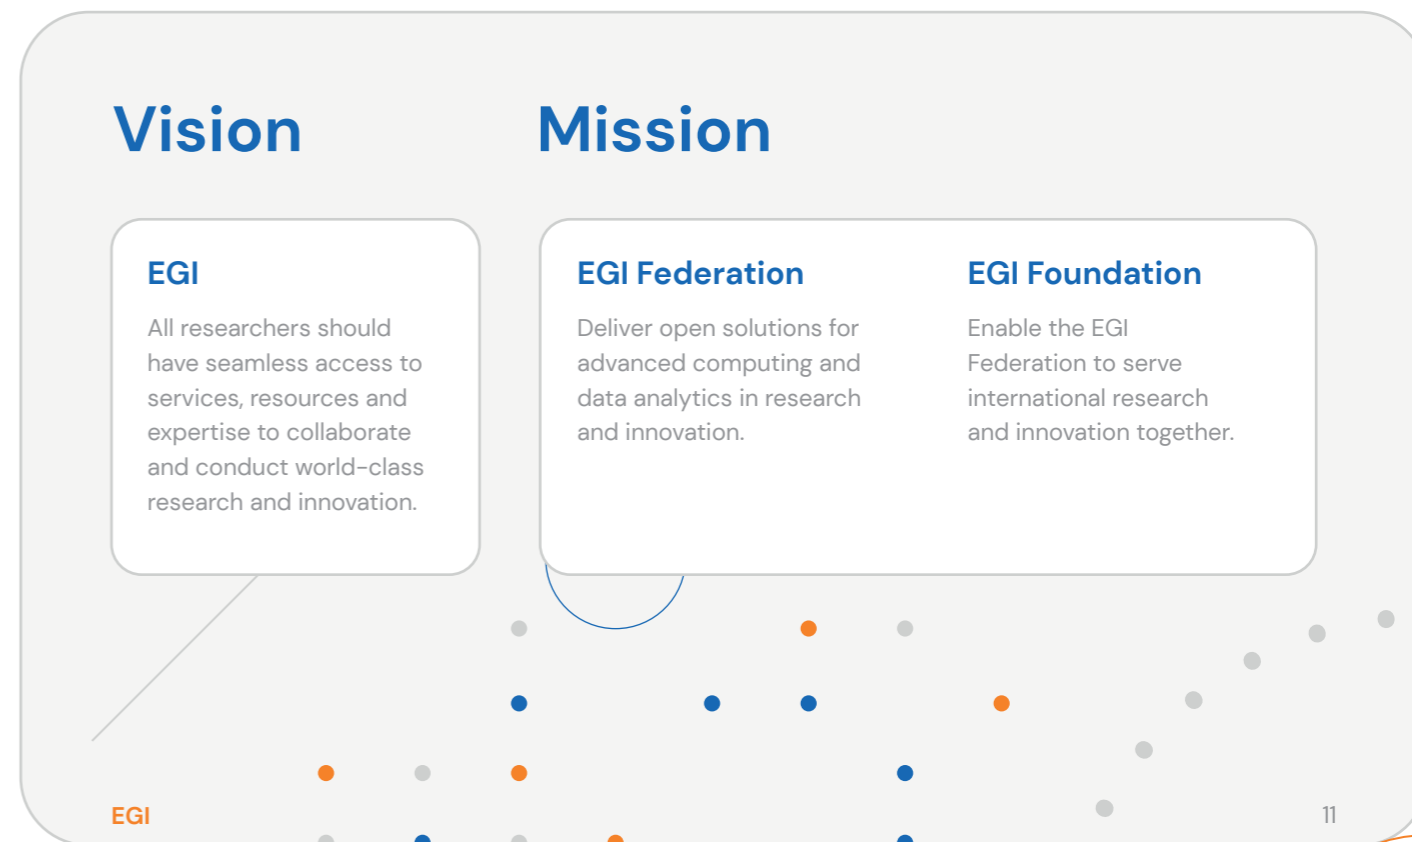 Vision
Mission
EGI
All researchers should
have seamless access to
services, resources and
expertise to collaborate
and conduct world-class
research and innovation.
EGI Federation
Deliver open solutions for
advanced computing and
data analytics in research
and innovation.
EGI Foundation
Enable the EGI
Federation to serve
international research
and innovation together.
EGI
11